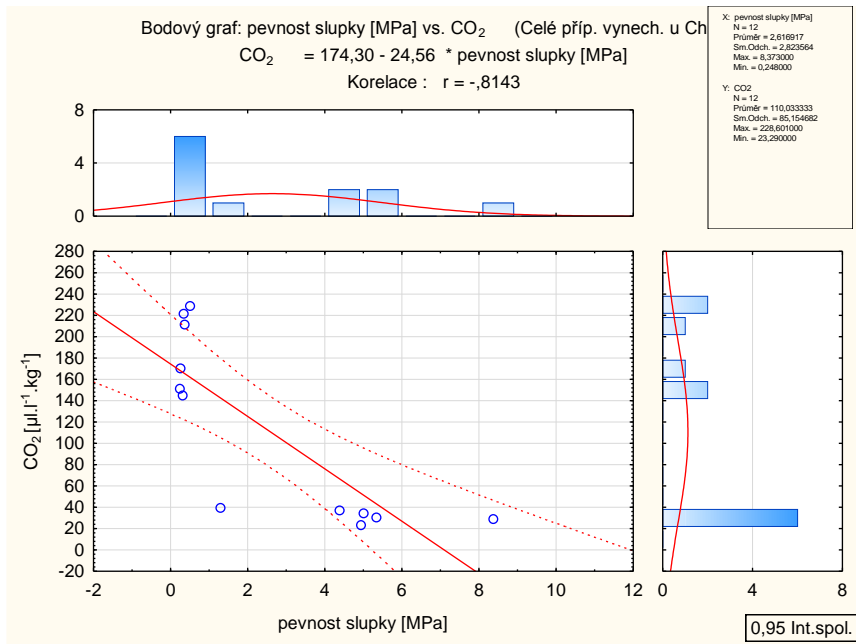 Bodový graf: pevnost slupky [MPa] vs. CO₂ (Celé příp. vynech. u Ch
CO₂ = 174,30 - 24,56 * pevnost slupky [MPa]
Korelace : r = -,8143
X: pevnost slupky [MPa]
N = 12
Průměr = 2,616917
Sm.Odch. = 2,823564
Max. = 8,373000
Min. = 0,248000
Y: CO2
N = 12
Průměr = 110,033333
Sm.Odch. = 85,154682
Max. = 228,601000
Min. = 23,290000
8
4
0
280
260
240
220
200
180
160
140
120
100
80
60
40
20
0
-20
CO₂ [µl.l⁻¹.kg⁻¹]
-2 0 2 4 6 8 10 12
0 4 8
pevnost slupky [MPa]
0,95 Int.spol.